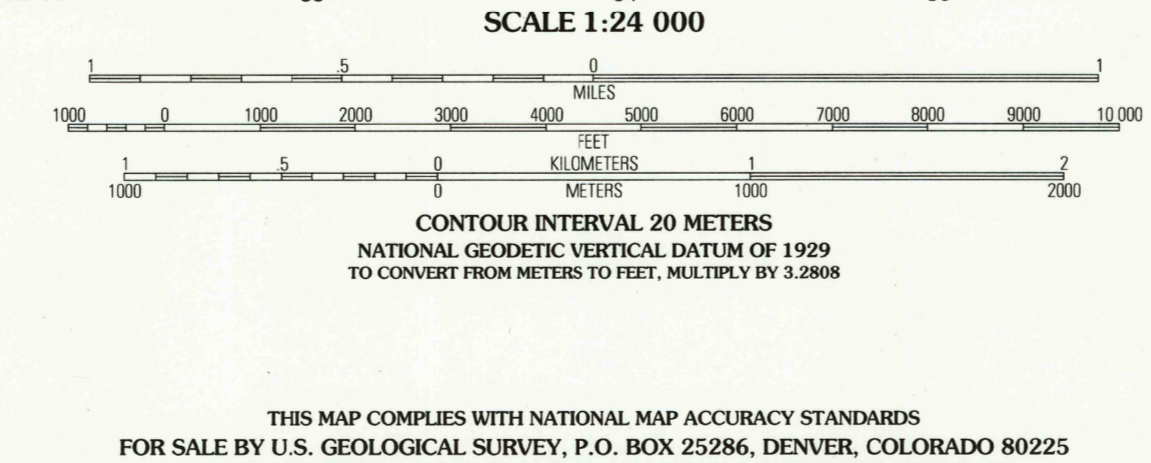 SCALE 1:24 000
1 .5 0 1
MILES
1000 0 1000 2000 3000 4000 5000 6000 7000 8000 9000 10 000
FEET
1 .5 0 KILOMETERS 1 2
1000 0 METERS 1000 2000
CONTOUR INTERVAL 20 METERS
NATIONAL GEODETIC VERTICAL DATUM OF 1929
TO CONVERT FROM METERS TO FEET, MULTIPLY BY 3.2808
THIS MAP COMPLIES WITH NATIONAL MAP ACCURACY STANDARDS
FOR SALE BY U.S. GEOLOGICAL SURVEY, P.O. BOX 25286, DENVER, COLORADO 80225